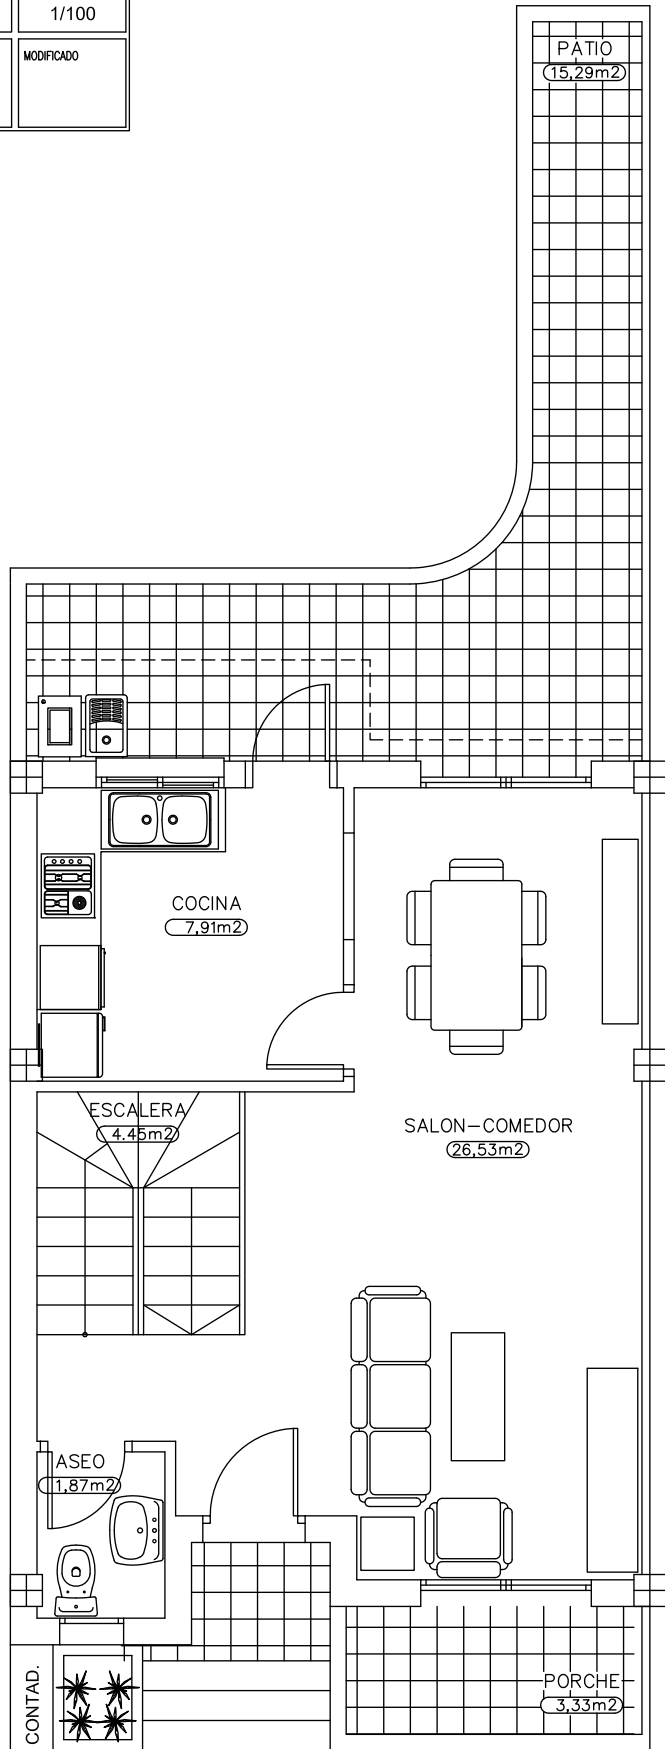 1/100
MODIFICADO
PATIO
15,29m2
COCINA
7,91m2
ESCALERA
4.45m2
SALON-COMEDOR
26,53m2
ASEO
1,87m2
CONTAD.
PORCHE
3,33m2